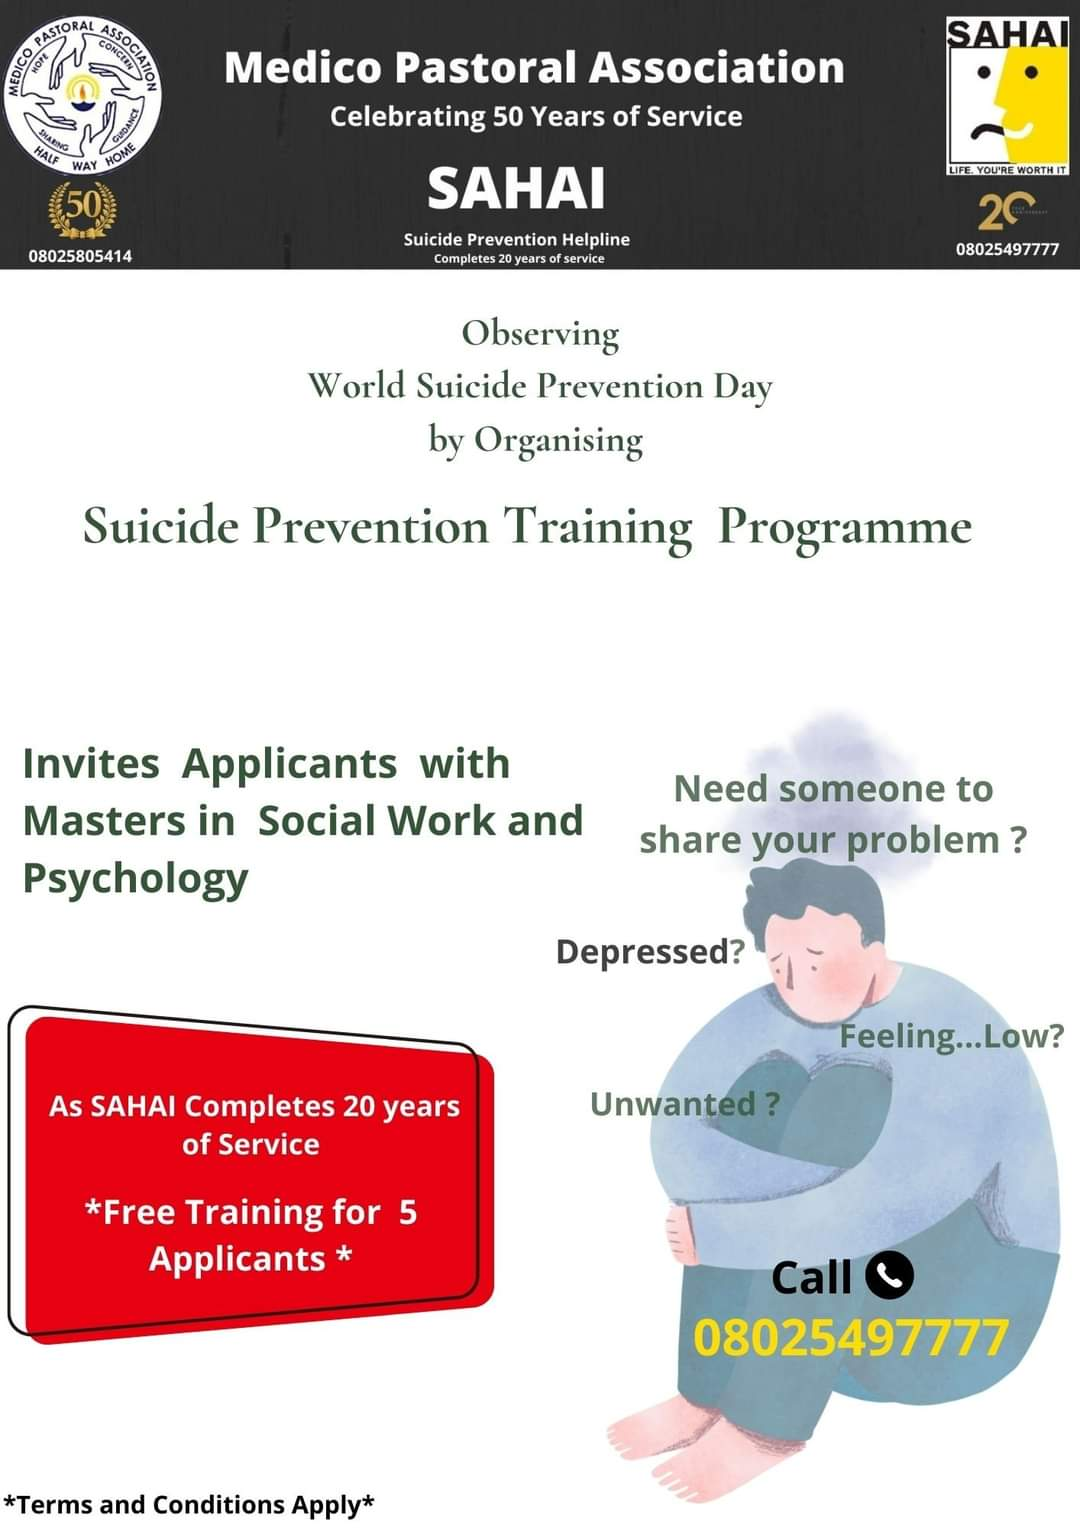 MEDICO PASTORAL ASSOCIATION
HOPE
CONCERN
SHARING
GUIDANCE
HALF WAY HOME
50
08025805414
Medico Pastoral Association
Celebrating 50 Years of Service
SAHAI
Suicide Prevention Helpline
Completes 20 years of service
SAHAI
LIFE. YOU'RE WORTH IT
20
08025497777
Observing
World Suicide Prevention Day
by Organising
Suicide Prevention Training Programme
Invites Applicants with
Masters in Social Work and
Psychology
Need someone to
share your problem ?
Depressed?
Feeling...Low?
Unwanted ?
As SAHAI Completes 20 years
of Service
*Free Training for 5
Applicants *
Call
08025497777
*Terms and Conditions Apply*